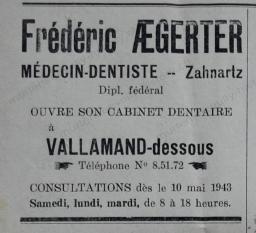 Frédéric ÆGERTER
MÉDECIN-DENTISTE -- Zahnartz
Dipl. fédéral
OUVRE SON CABINET DENTAIRE
à
VALLAMAND-dessous
Téléphone N° 8.51.72
CONSULTATIONS dès le 10 mai 1943
Samedi, lundi, mardi, de 8 à 18 heures.